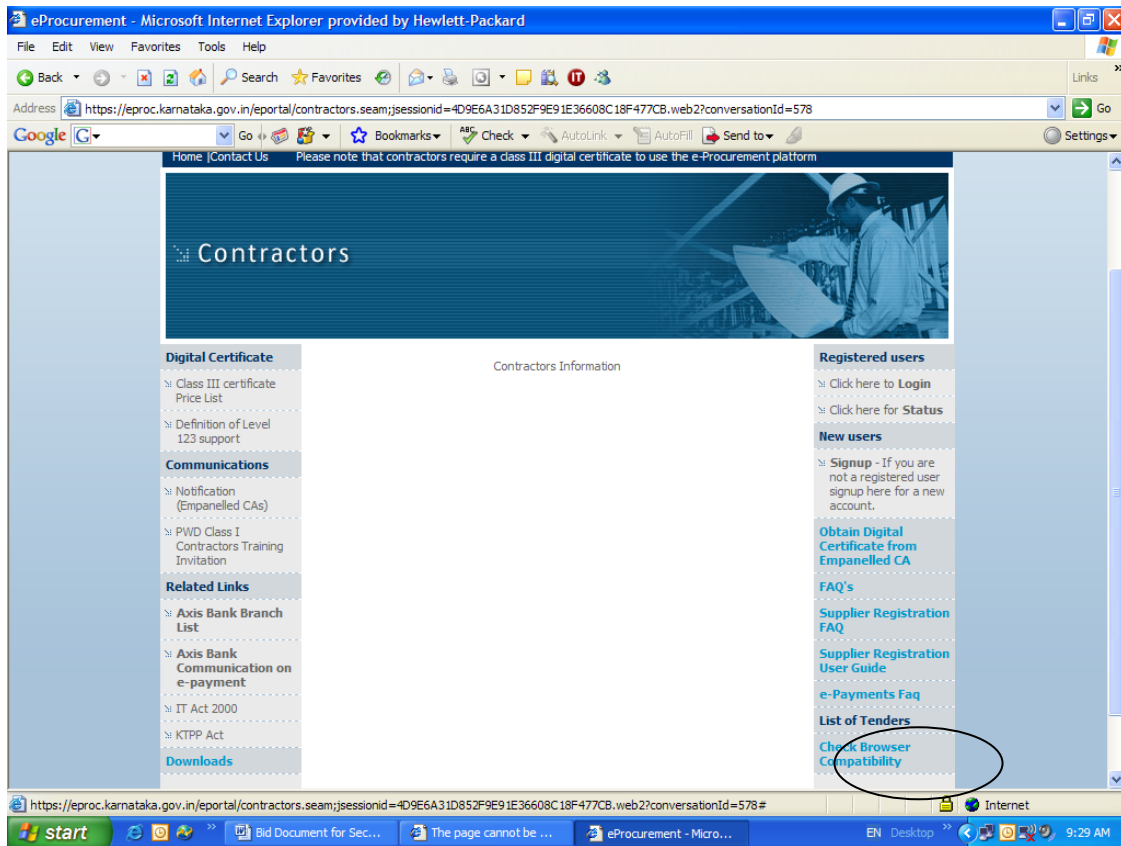 eProcurement - Microsoft Internet Explorer provided by Hewlett-Packard
File Edit View Favorites Tools Help
Back Search Favorites Links
Address https://eproc.karnataka.gov.in/eportal/contractors.seam;jsessionid=4D9E6A31D852F9E91E36608C18F477CB.web2?conversationId=578 Go
Google G Go Bookmarks ABC Check AutoLink AutoFill Send to Settings
Home |Contact Us Please note that contractors require a class III digital certificate to use the e-Procurement platform
Contractors
Digital Certificate
Class III certificate
Price List
Definition of Level
123 support
Communications
Notification
(Empanelled CAs)
PWD Class I
Contractors Training
Invitation
Related Links
Axis Bank Branch
List
Axis Bank
Communication on
e-payment
IT Act 2000
KTPP Act
Downloads
Contractors Information
Registered users
Click here to Login
Click here for Status
New users
Signup - If you are
not a registered user
signup here for a new
account.
Obtain Digital
Certificate from
Empanelled CA
FAQ's
Supplier Registration
FAQ
Supplier Registration
User Guide
e-Payments Faq
List of Tenders
Check Browser
Compatibility
https://eproc.karnataka.gov.in/eportal/contractors.seam;jsessionid=4D9E6A31D852F9E91E36608C18F477CB.web2?conversationId=578# Internet
start Bid Document for Sec... The page cannot be ... eProcurement - Micro... EN Desktop 9:29 AM